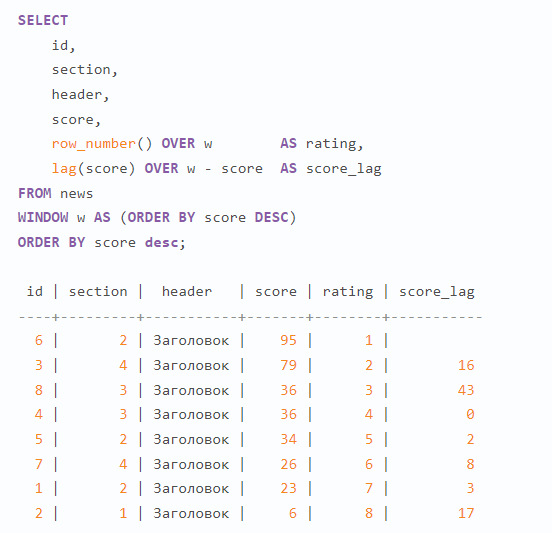 SELECT
    id,
    section,
    header,
    score,
    row_number() OVER w        AS rating,
    lag(score) OVER w - score  AS score_lag
FROM news
WINDOW w AS (ORDER BY score DESC)
ORDER BY score desc;

 id | section |  header   | score | rating | score_lag
----+---------+-----------+-------+--------+-----------
  6 |       2 | Заголовок |    95 |      1 |
  3 |       4 | Заголовок |    79 |      2 |        16
  8 |       3 | Заголовок |    36 |      3 |        43
  4 |       3 | Заголовок |    36 |      4 |         0
  5 |       2 | Заголовок |    34 |      5 |         2
  7 |       4 | Заголовок |    26 |      6 |         8
  1 |       2 | Заголовок |    23 |      7 |         3
  2 |       1 | Заголовок |     6 |      8 |        17